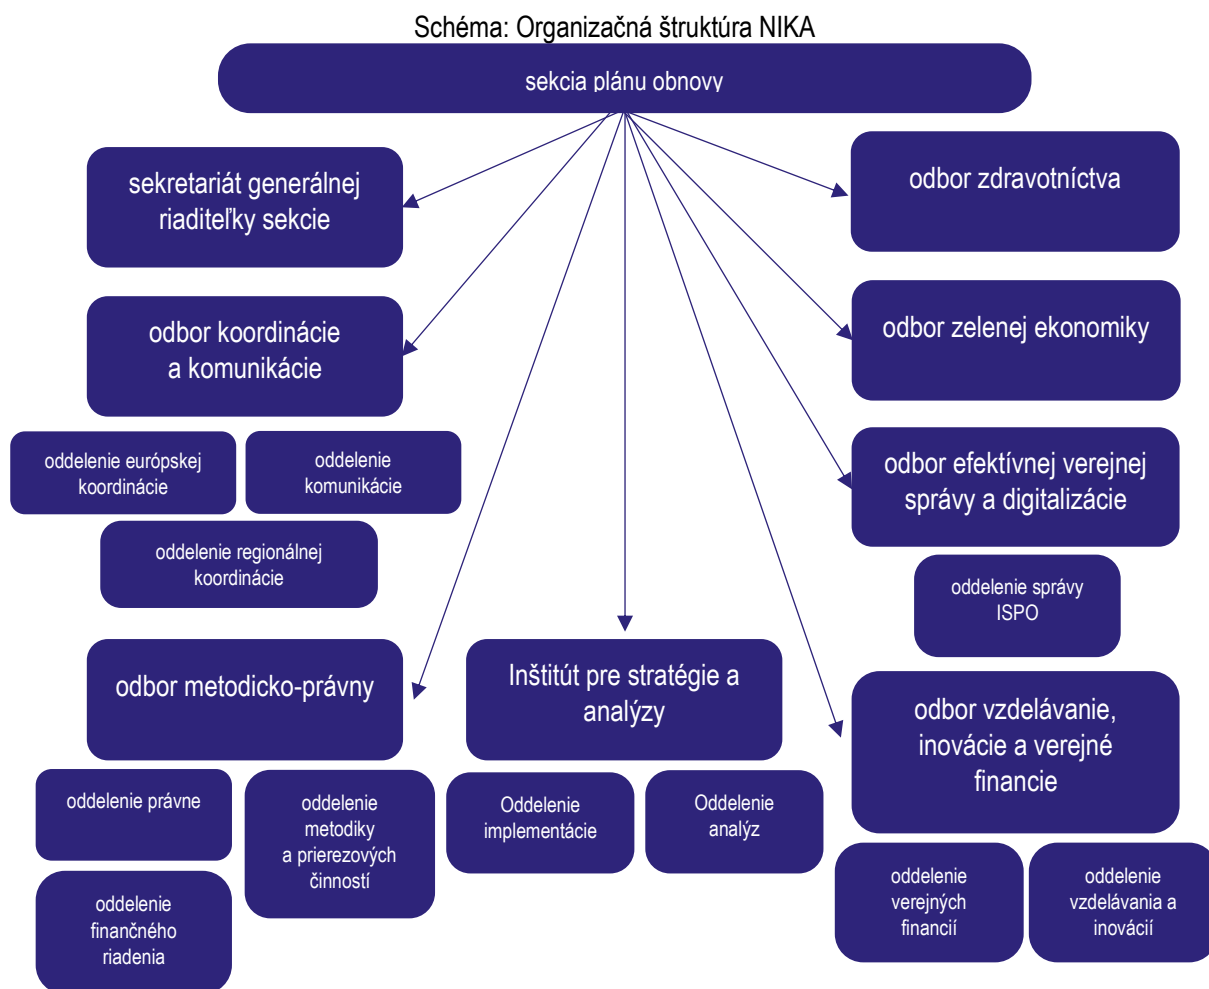 Schéma: Organizačná štruktúra NIKA
sekcia plánu obnovy
sekretariát generálnej
riaditeľky sekcie
odbor zdravotníctva
odbor koordinácie
a komunikácie
odbor zelenej ekonomiky
oddelenie európskej
koordinácie
oddelenie
komunikácie
oddelenie regionálnej
koordinácie
odbor efektívnej verejnej
správy a digitalizácie
oddelenie správy
ISPO
odbor metodicko-právny
Inštitút pre stratégie a
analýzy
odbor vzdelávanie,
inovácie a verejné
financie
oddelenie právne
oddelenie
metodiky
a prierezových
činností
Oddelenie
implementácie
Oddelenie
analýz
oddelenie
finančného
riadenia
oddelenie
verejných
financií
oddelenie
vzdelávania a
inovácií